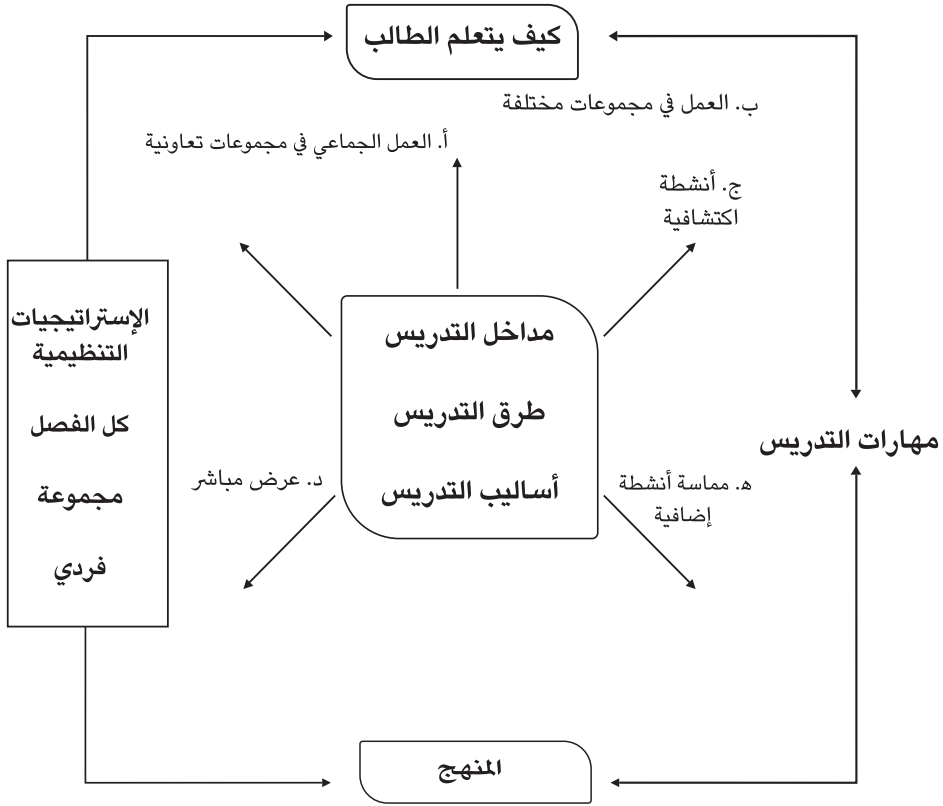 كيف يتعلم الطالب
ب. العمل في مجموعات مختلفة
أ. العمل الجماعي في مجموعات تعاونية
ج. أنشطة
اكتشافية
الإستراتيجيات
التنظيمية
كل الفصل
مجموعة
فردي
مداخل التدريس
طرق التدريس
أساليب التدريس
مهارات التدريس
د. عرض مباشر
ه. مماسة أنشطة
إضافية
المنهج